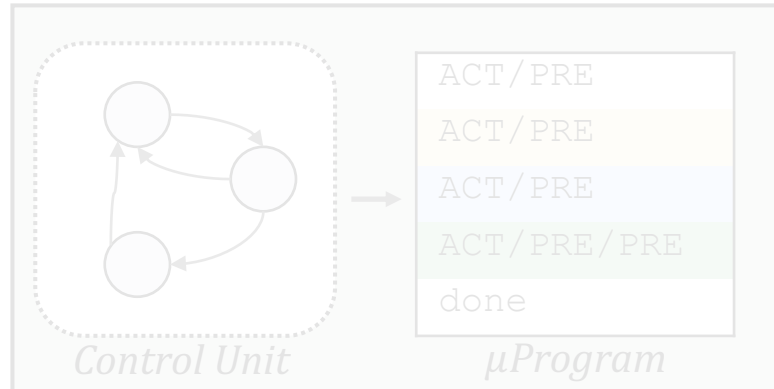 ACT/PRE
ACT/PRE
ACT/PRE
ACT/PRE/PRE
done
Control Unit
μProgram